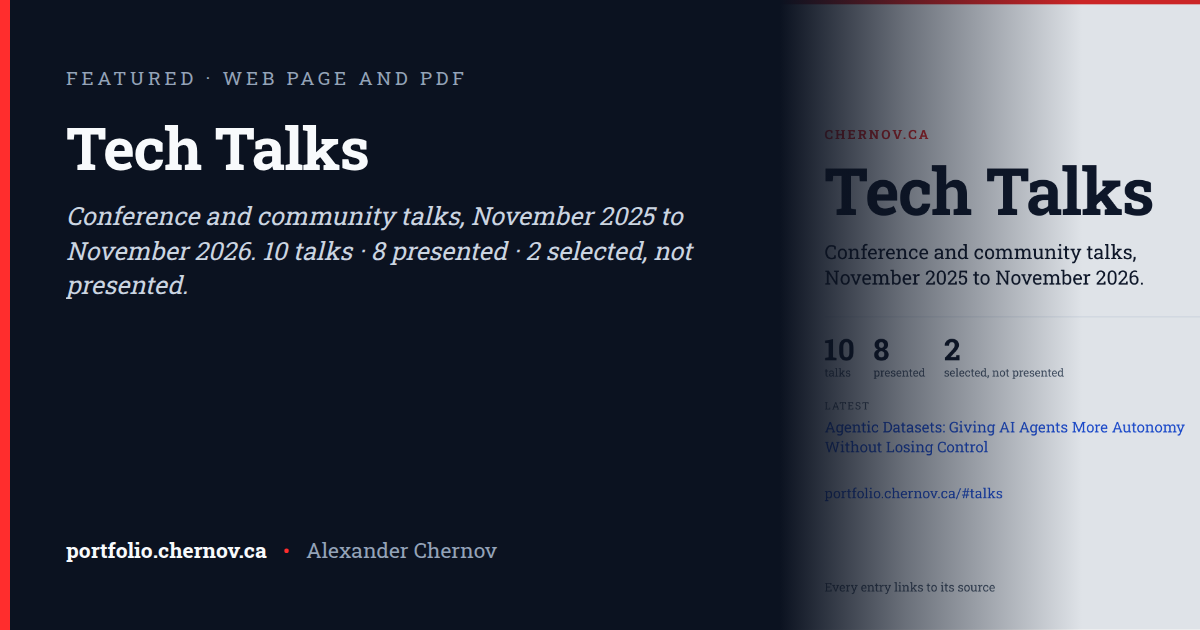 FEATURED · WEB PAGE AND PDF
Tech Talks
Conference and community talks, November 2025 to
November 2026. 10 talks · 8 presented · 2 selected, not
presented.
portfolio.chernov.ca • Alexander Chernov
CHERNOV.CA
Tech Talks
Conference and community talks,
November 2025 to November 2026.
10 8 2
talks presented selected, not presented
LATEST
Agentic Datasets: Giving AI Agents More Autonomy
Without Losing Control
portfolio.chernov.ca/#talks
Every entry links to its source